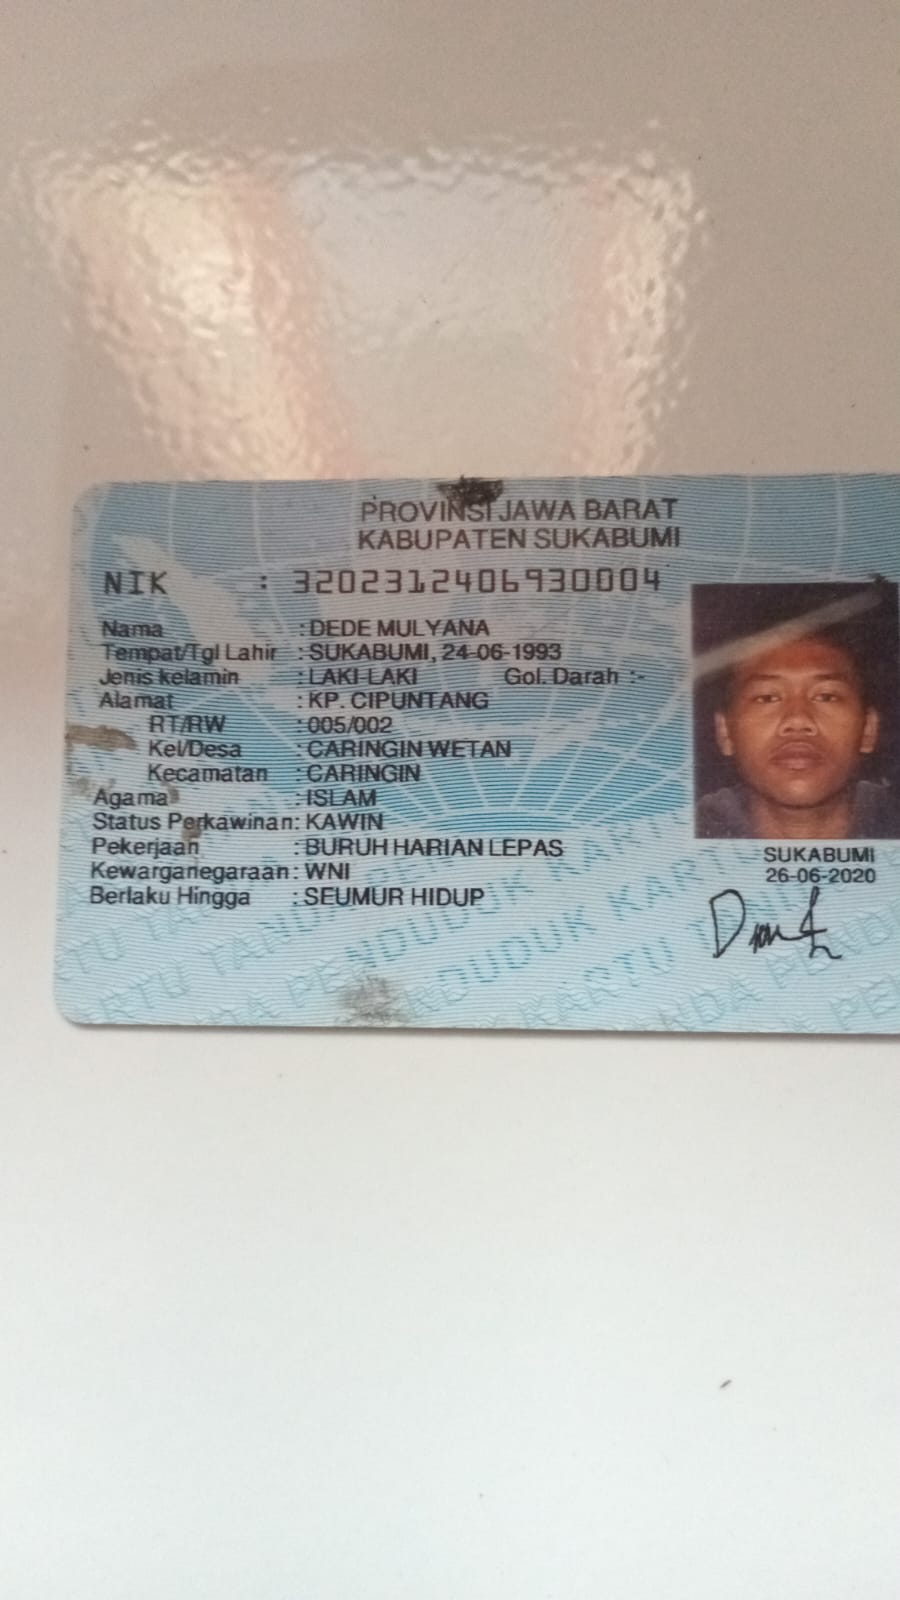 PROVINSI JAWA BARAT
KABUPATEN SUKABUMI
NIK : 3202312406930004
Nama : DEDE MULYANA
Tempat/Tgl Lahir : SUKABUMI, 24-06-1993
Jenis kelamin : LAKI-LAKI Gol. Darah :-
Alamat : KP. CIPUNTANG
RT/RW : 005/002
Kel/Desa : CARINGIN WETAN
Kecamatan : CARINGIN
Agama : ISLAM
Status Perkawinan: KAWIN
Pekerjaan : BURUH HARIAN LEPAS
Kewarganegaraan: WNI
Berlaku Hingga : SEUMUR HIDUP
SUKABUMI
26-06-2020